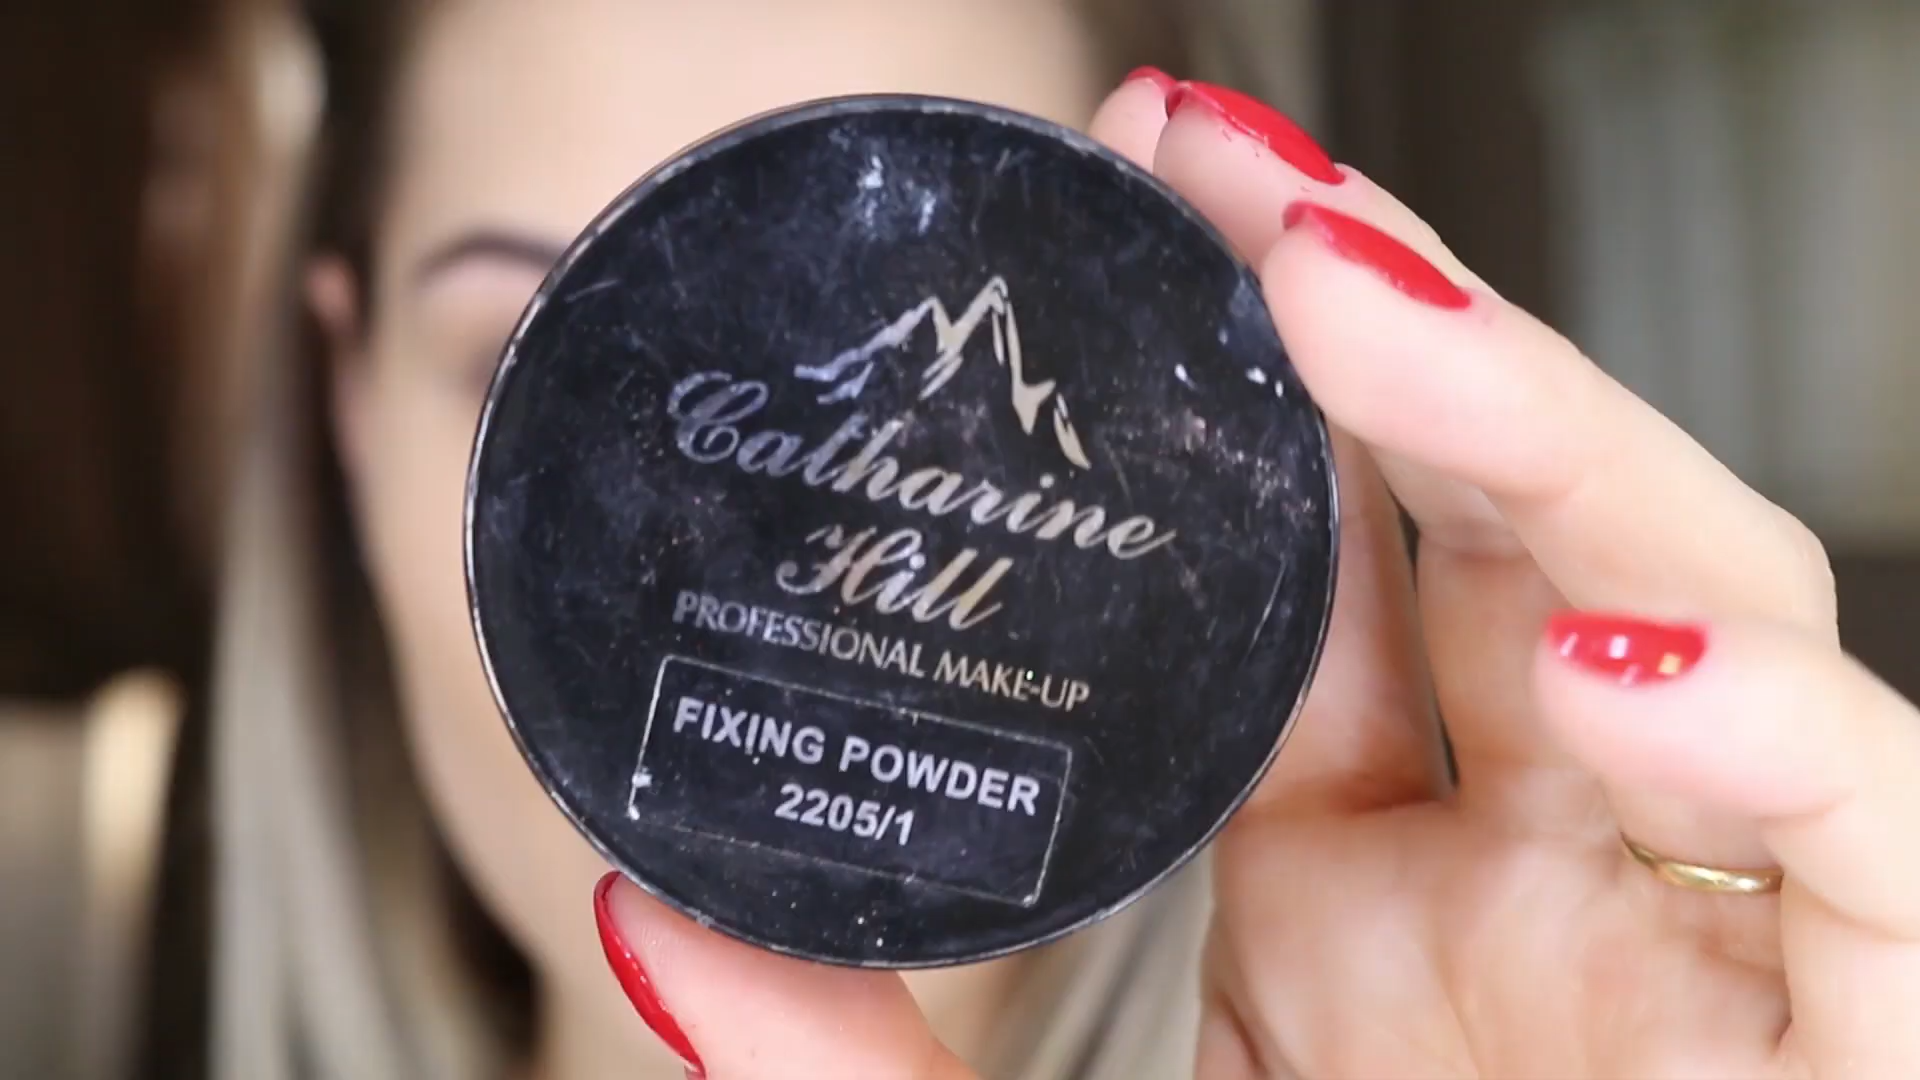 Catharine
Hill
PROFESSIONAL MAKE-UP
FIXING POWDER
2205/1